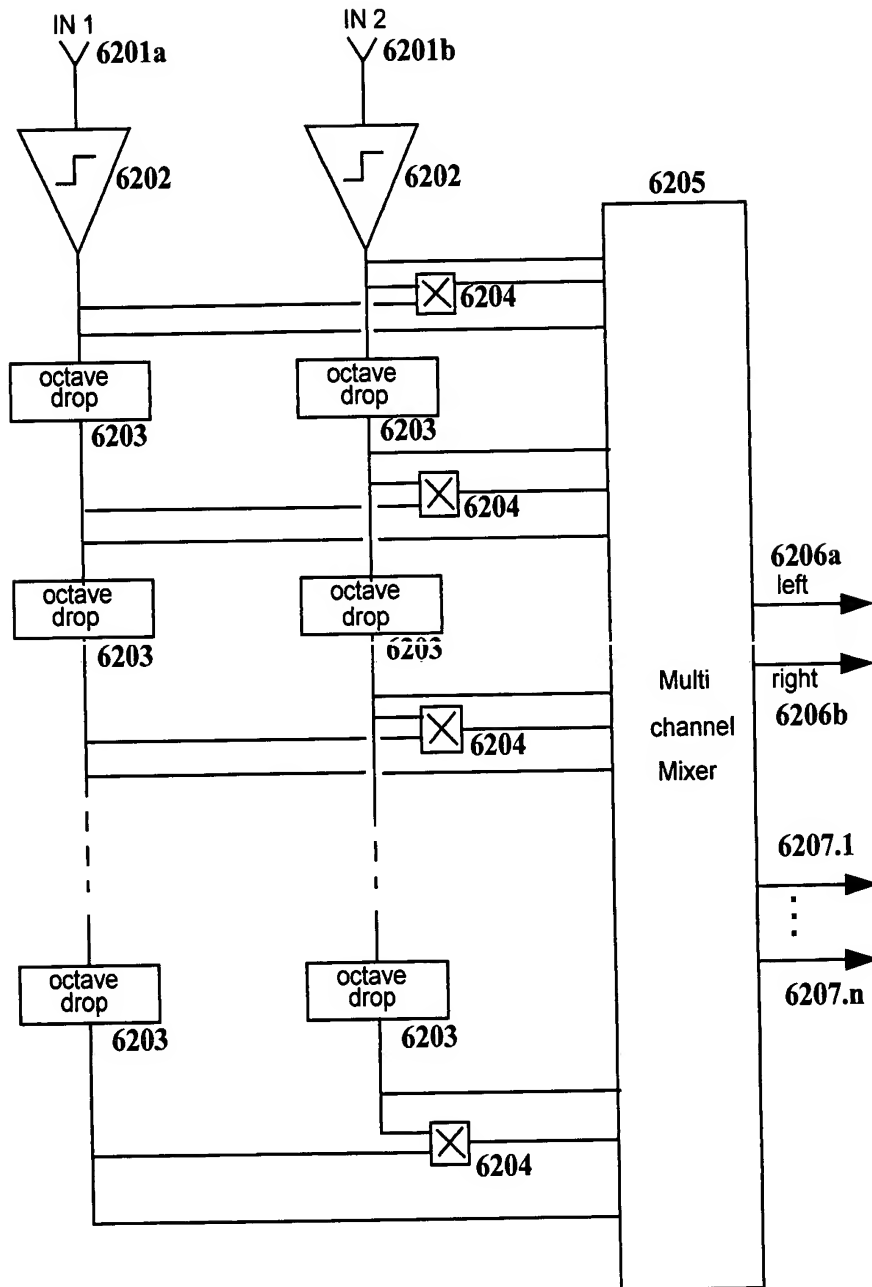 IN 1
IN 2
6201a
6201b
6202
6202
6205
6204
octave
drop
octave
drop
6203
6203
6204
6206a
left
octave
drop
octave
drop
6203
6203
right
6206b
Multi
channel
Mixer
6204
6207.1
6207.n
octave
drop
octave
drop
6203
6203
6204